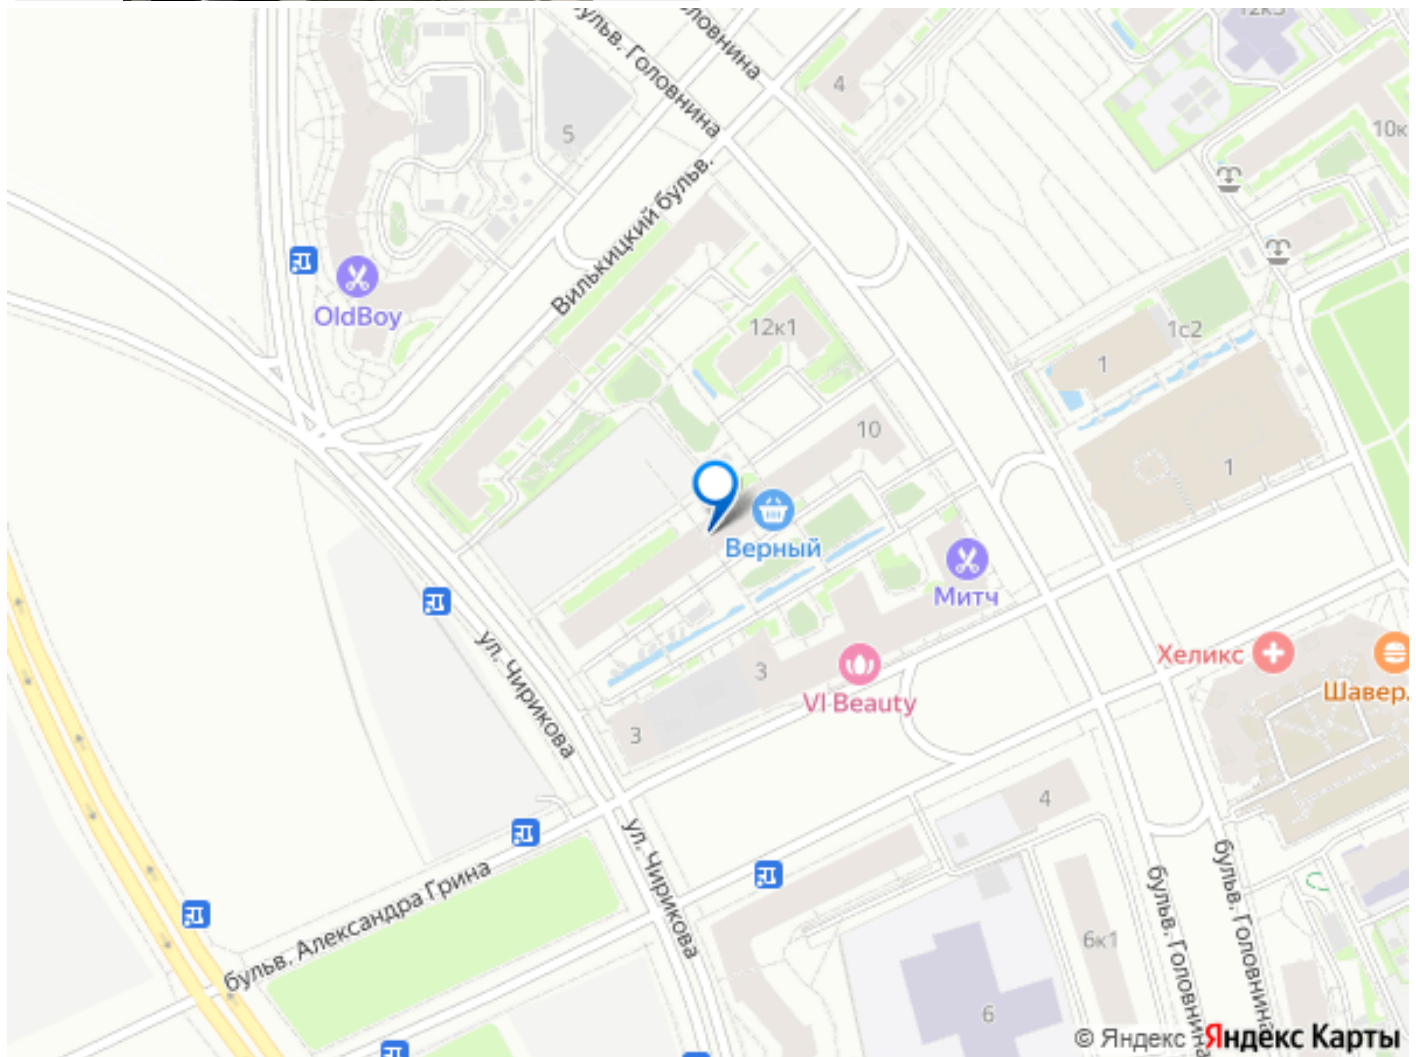 12к3
бульв. Головнина
ловнина
4
10к
5
Вилькицкий бульв.
OldBoy
12к1
1с2
1
10
1
Верный
Митч
ул. Чирикова
3
VI Beauty
Хеликс
Шавер.
3
4
ул. Чирикова
бульв. Александра Грина
бульв. Головнина
бульв. Головнина
6к1
6
© Яндекс Яндекс Карты